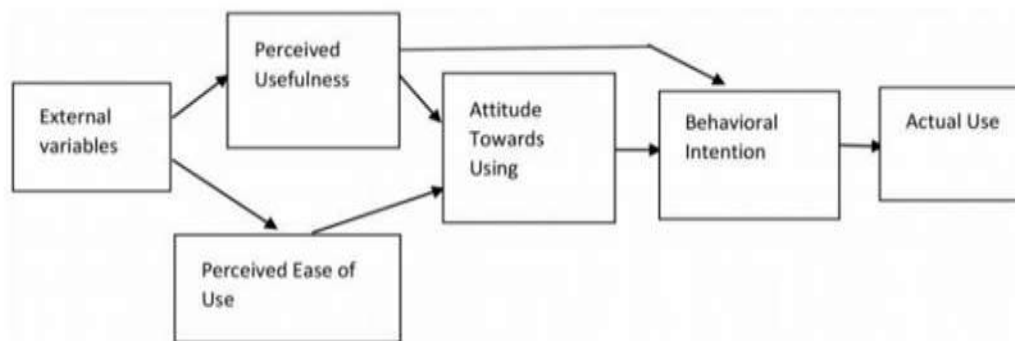 External
variables
Perceived
Usefulness
Perceived Ease of
Use
Attitude
Towards
Using
Behavioral
Intention
Actual Use